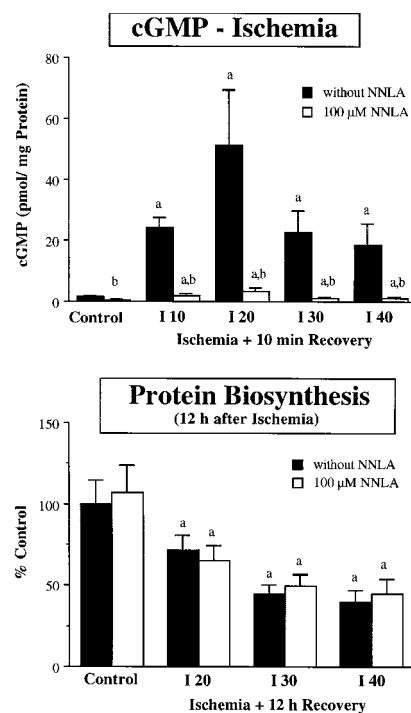 cGMP - Ischemia
cGMP (pmol/ mg Protein)
80
60
40
20
0
without NNLA
100 µM NNLA
b
a
a,b
a
a,b
a
a,b
a
a,b
Control
I 10
I 20
I 30
I 40
Ischemia + 10 min Recovery
Protein Biosynthesis
(12 h after Ischemia)
% Control
150
100
50
0
without NNLA
100 µM NNLA
a
a
a
a
a
a
Control
I 20
I 30
I 40
Ischemia + 12 h Recovery